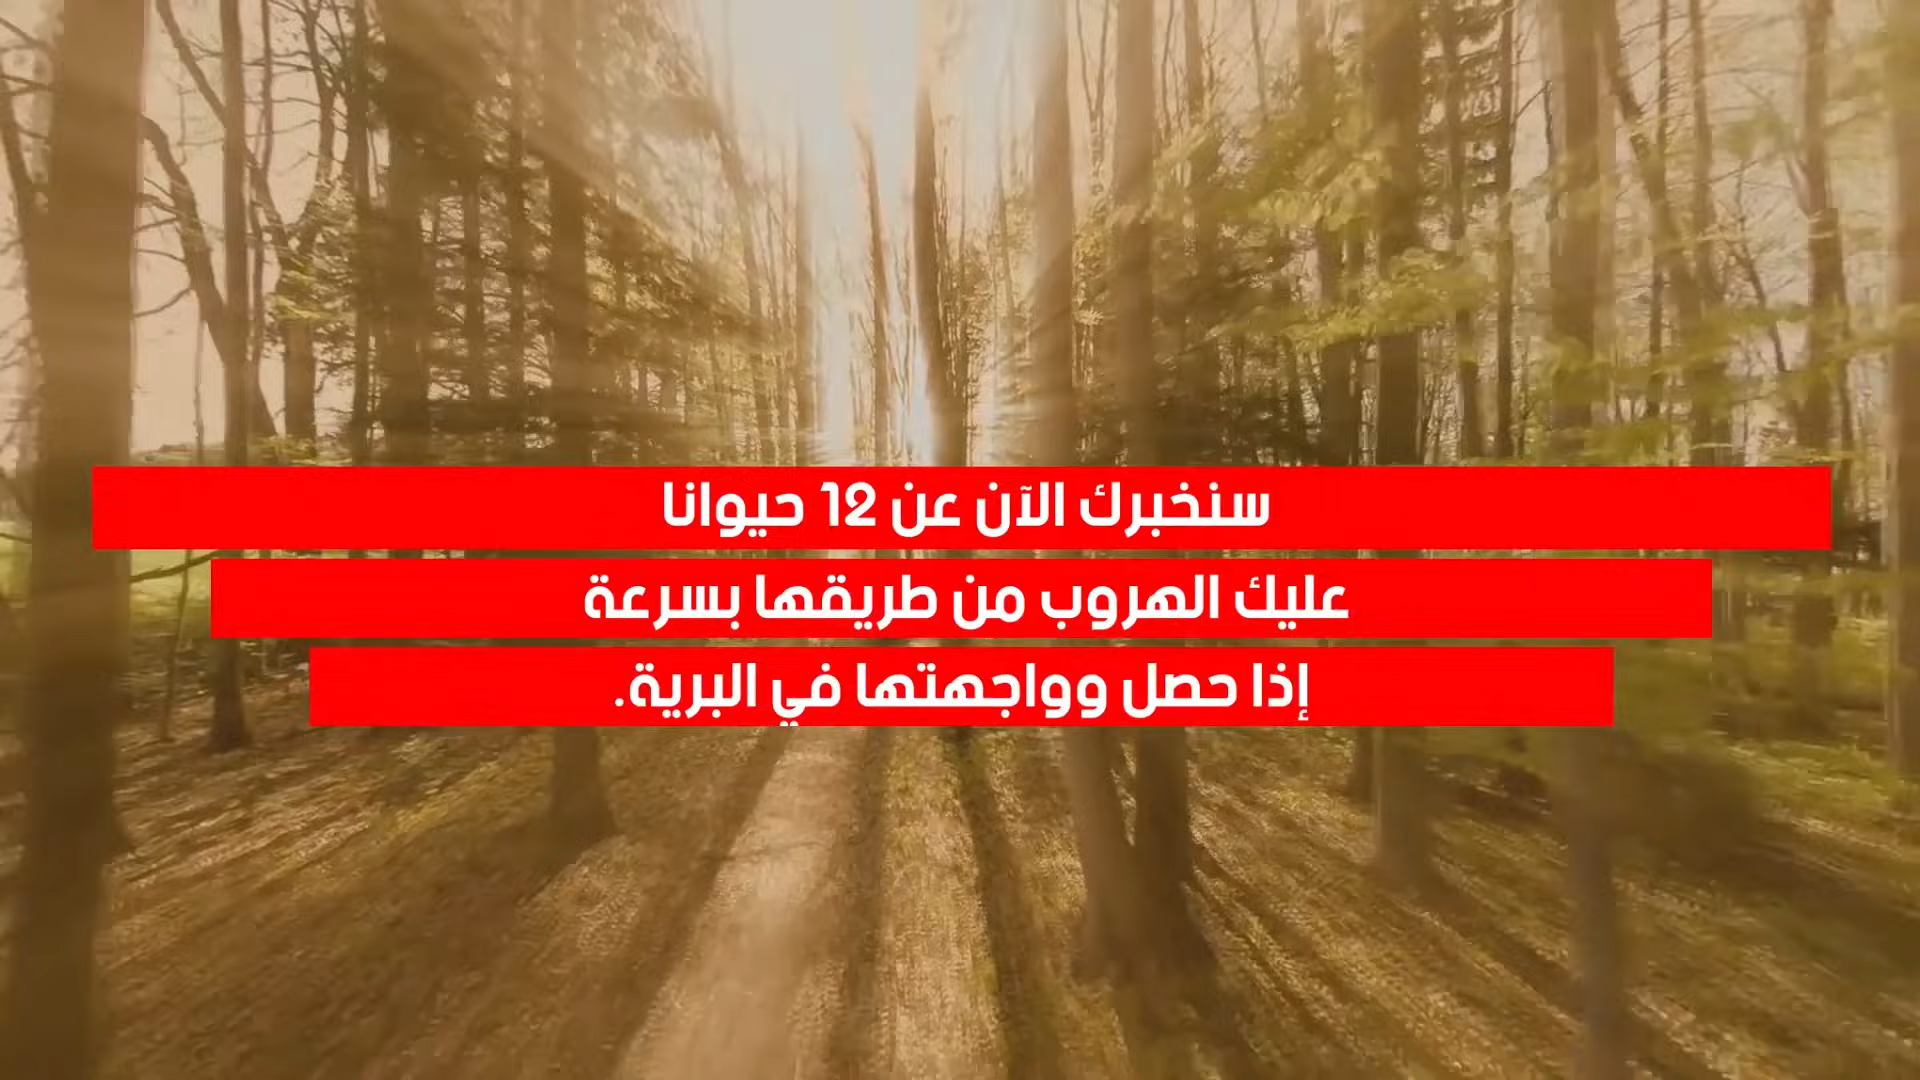 سنخبرك الآن عن 12 حيوانا
عليك الهروب من طريقها بسرعة
إذا حصل وواجهتها في البرية.